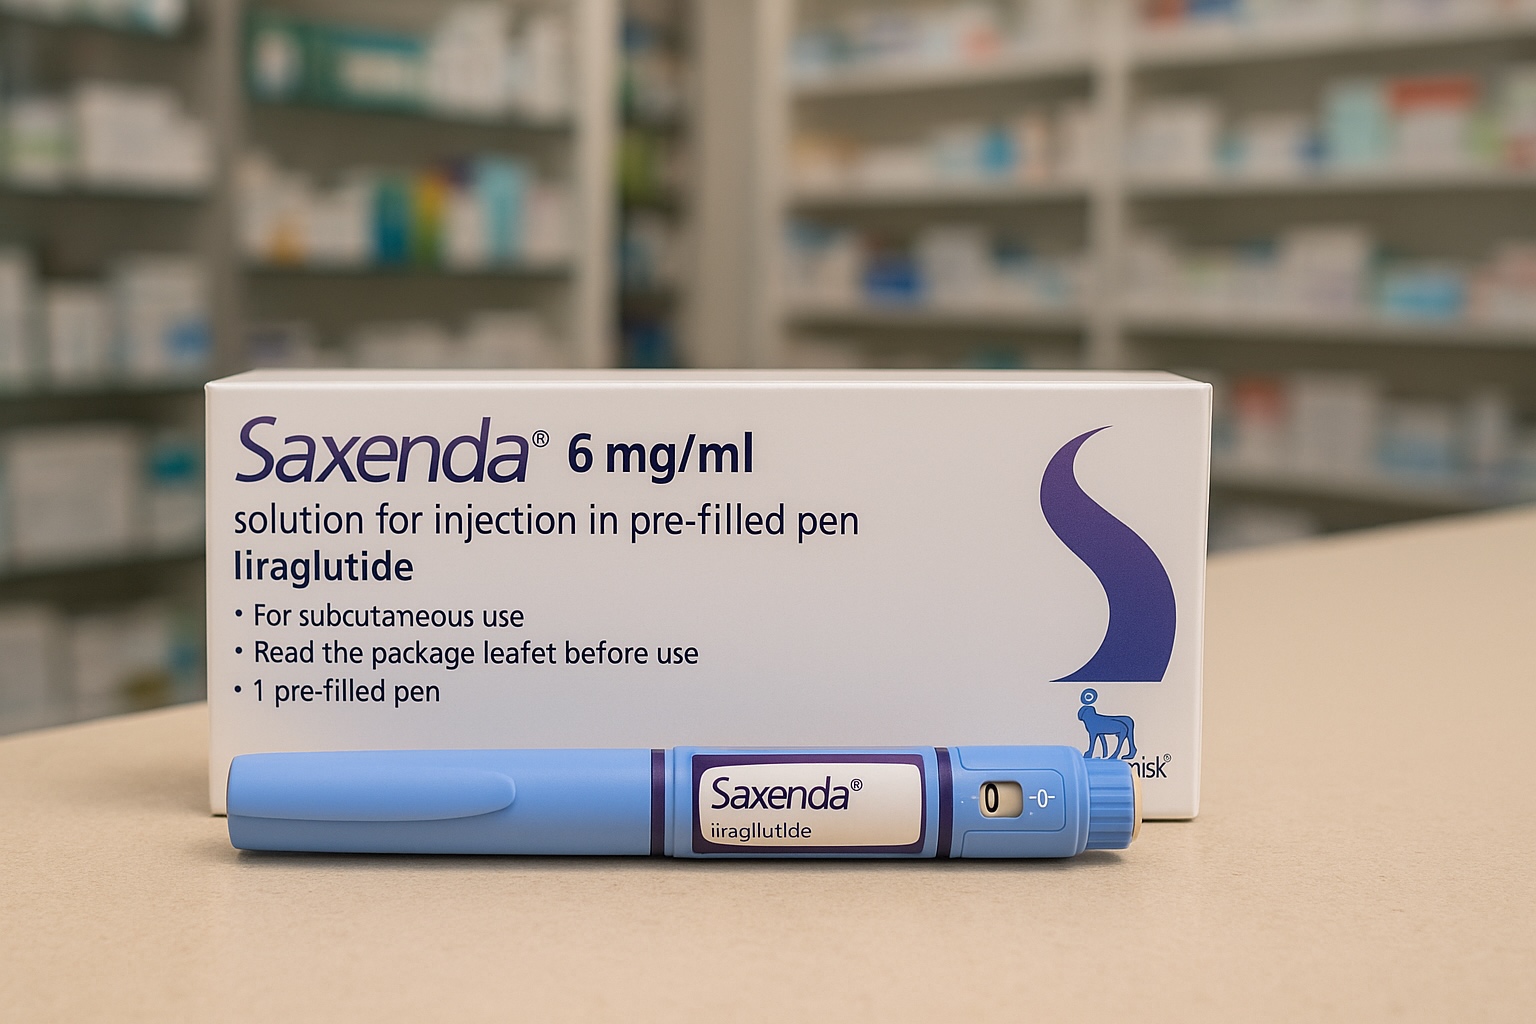 Saxenda® 6 mg/ml
solution for injection in pre-filled pen
liraglutide
• For subcutaneous use
• Read the package leafet before use
• 1 pre-filled pen
misk®
Saxenda®
iiragllutlde
0 -0-